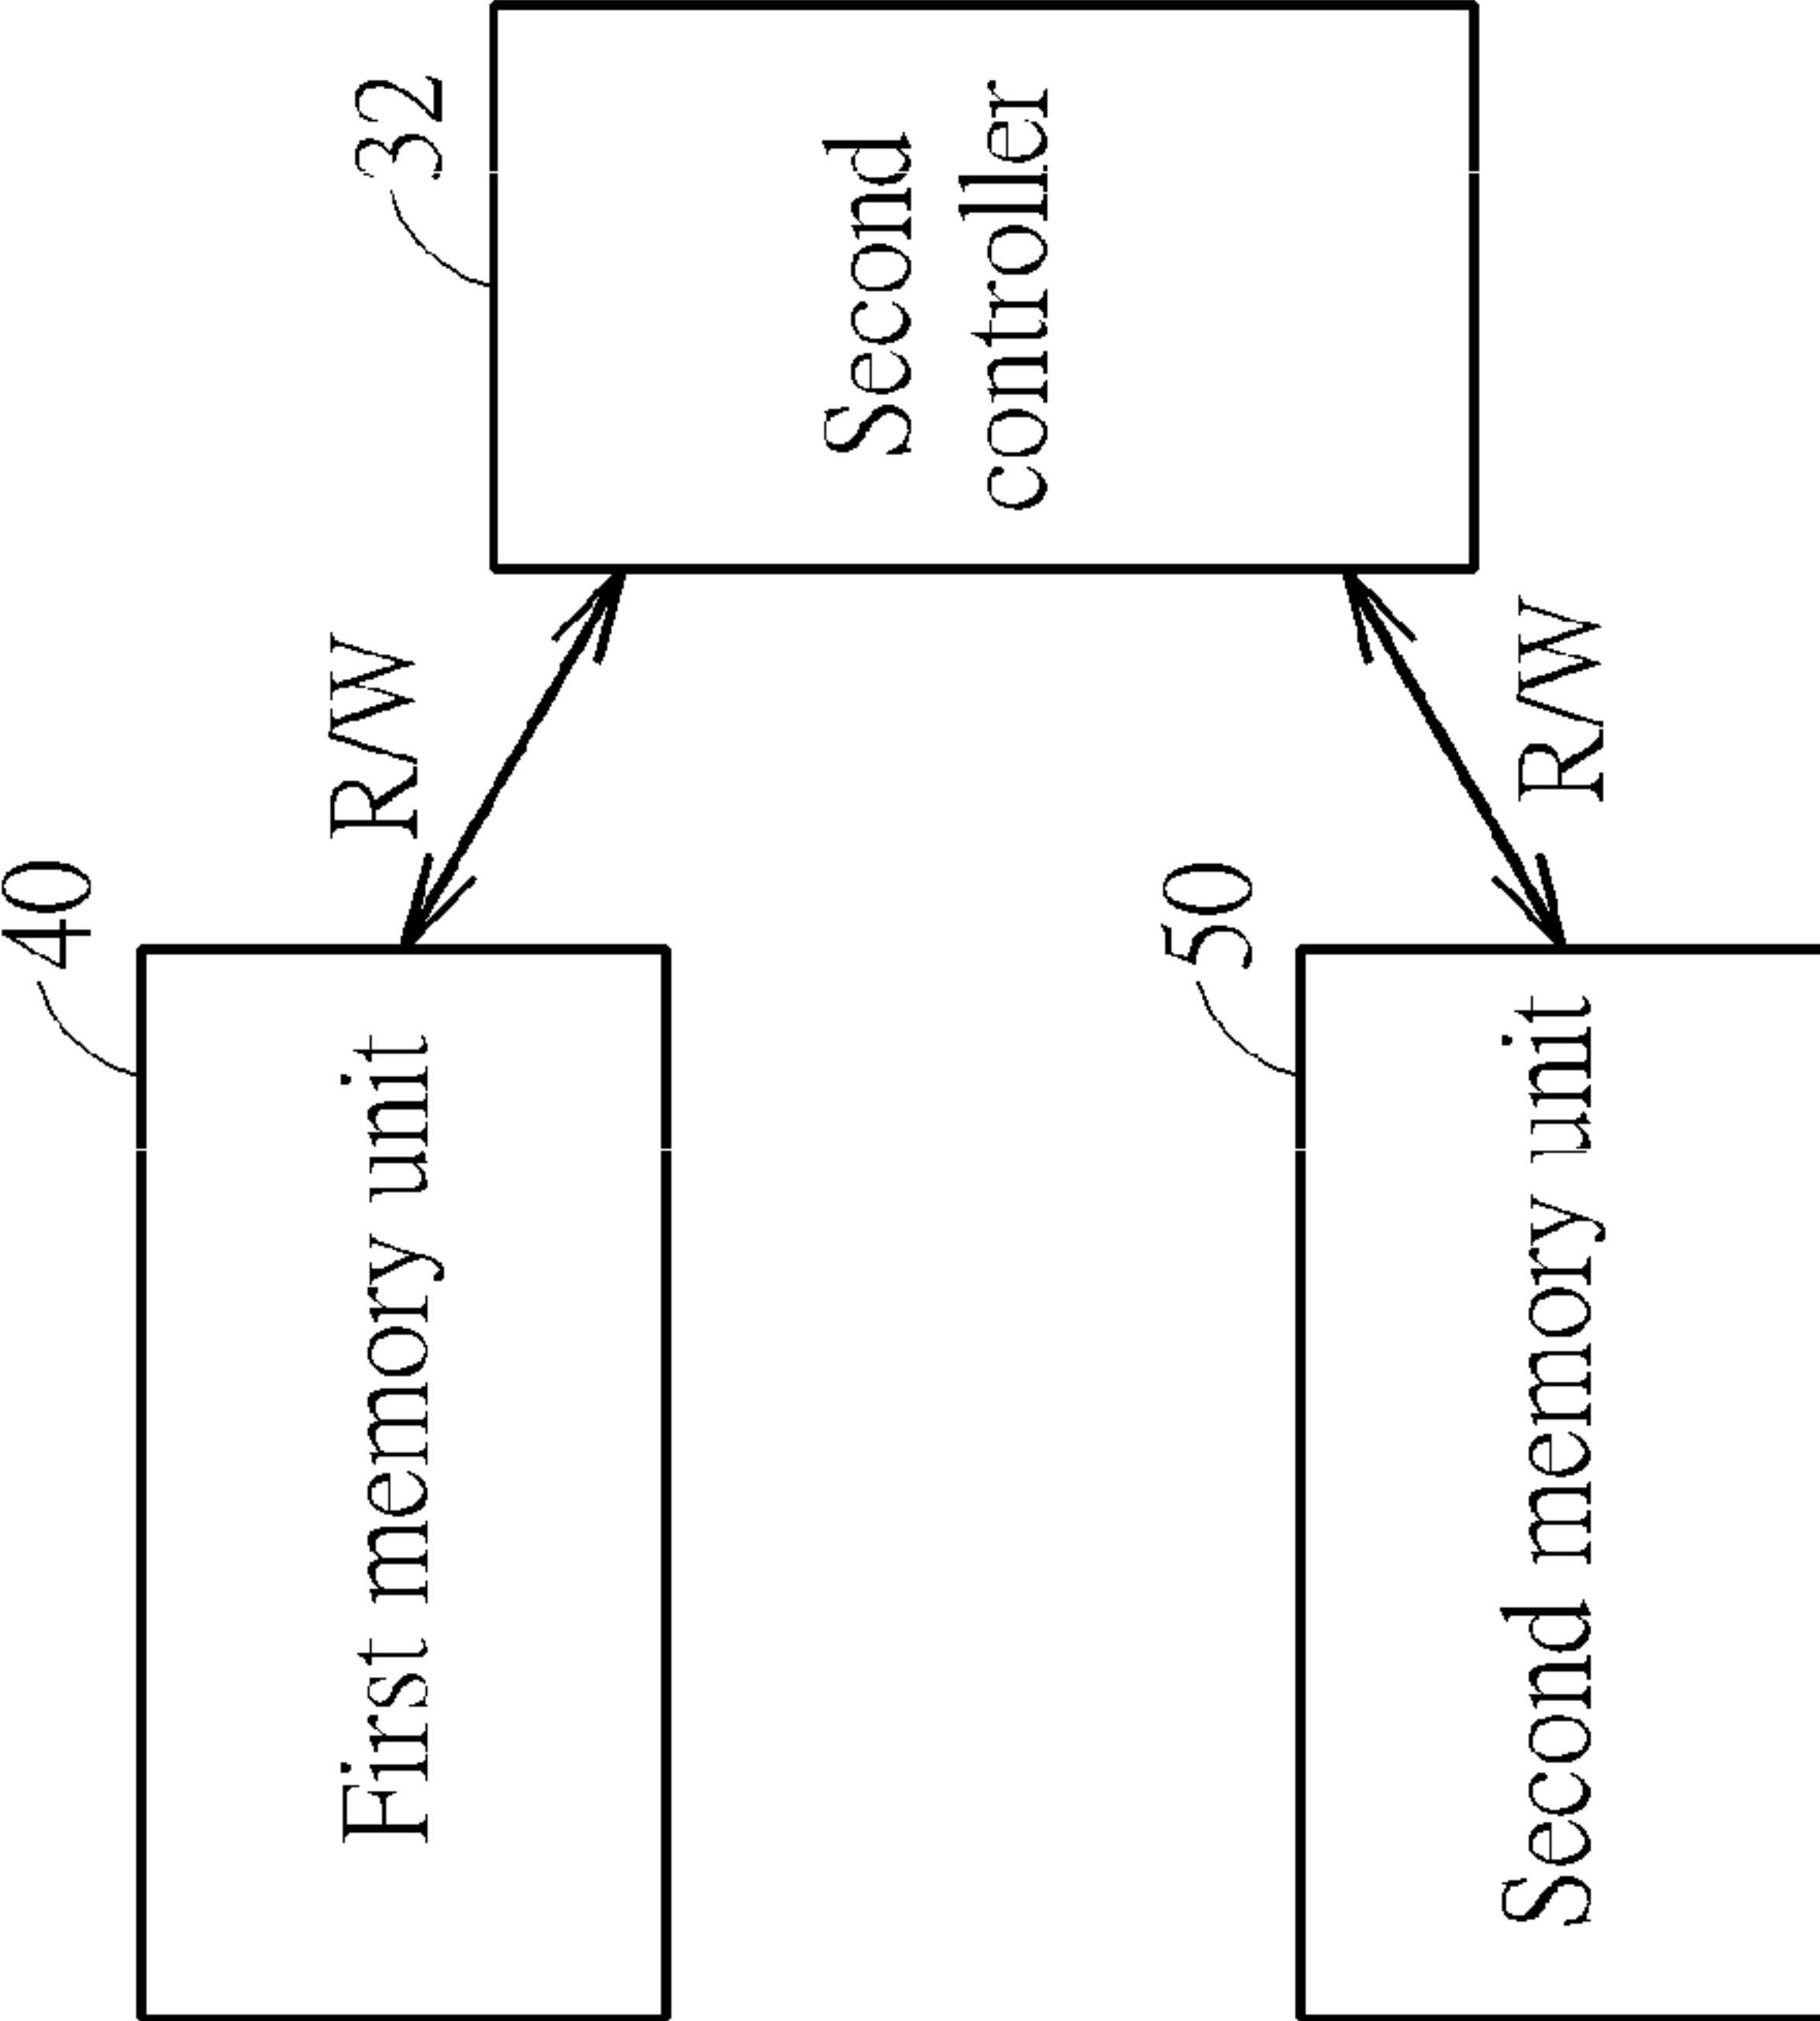 40
First memory unit
R/W
32
Second
controller
50
Second memory unit
R/W